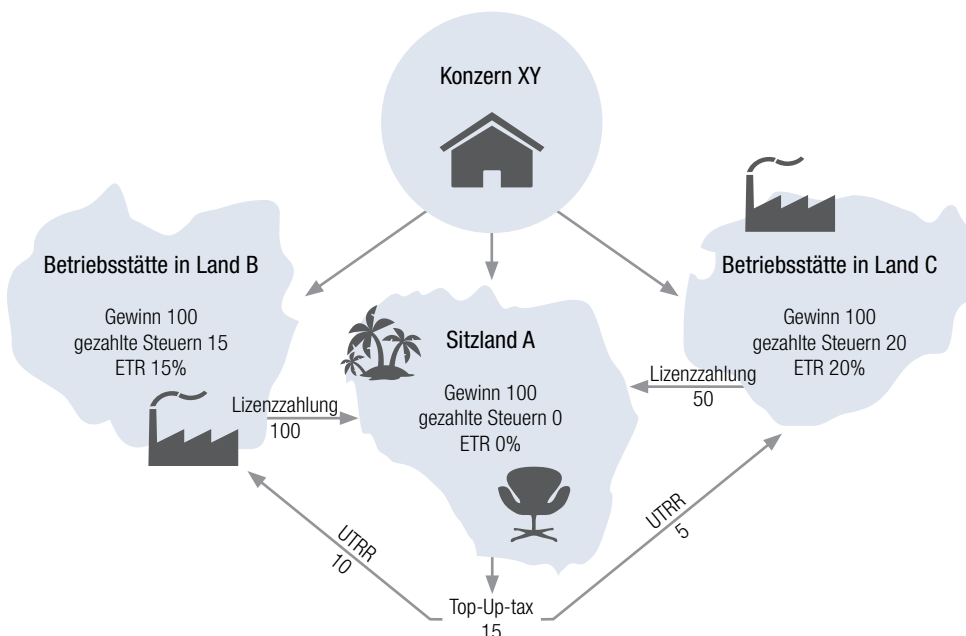 Konzern XY
Betriebsstätte in Land B
Gewinn 100
gezahlte Steuern 15
ETR 15%
Betriebsstätte in Land C
Gewinn 100
gezahlte Steuern 20
ETR 20%
Sitzland A
Gewinn 100
gezahlte Steuern 0
ETR 0%
Lizenzzahlung
100
Lizenzzahlung
50
UTRR
10
UTRR
5
Top-Up-tax
15